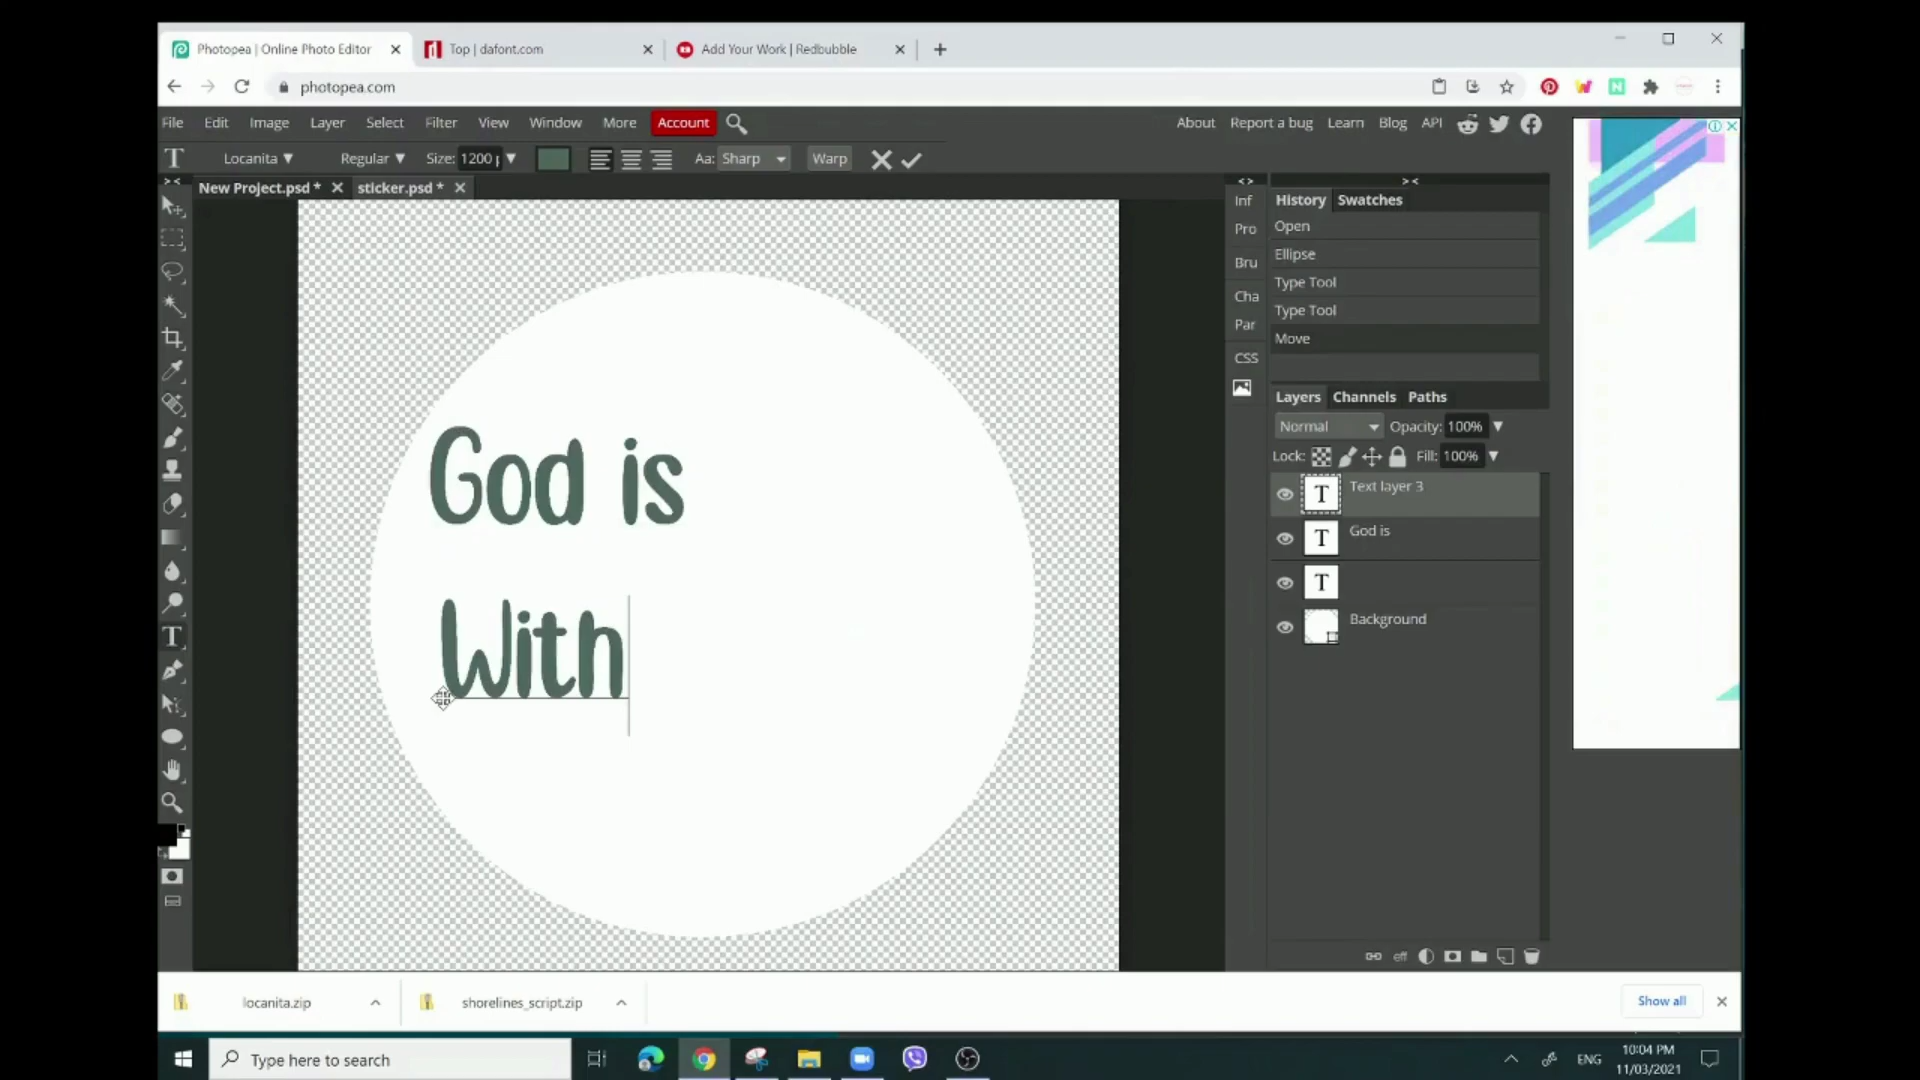 Photopea | Online Photo Editor Top | dafont.com Add Your Work | Redbubble
photopea.com
File Edit Image Layer Select Filter View Window More Account About Report a bug Learn Blog API
Locanita Regular Size: 1200 Aa: Sharp Warp
New Project.psd * sticker.psd *
Inf
Pro
Bru
Cha
Par
CSS
History Swatches
Open
Ellipse
Type Tool
Type Tool
Move
Layers Channels Paths
Normal Opacity: 100%
Lock: Fill: 100%
T Text layer 3
T God is
T
Background
eff
God is
With
locanita.zip shorelines_script.zip Show all
Type here to search
ENG 10:04 PM
11/03/2021